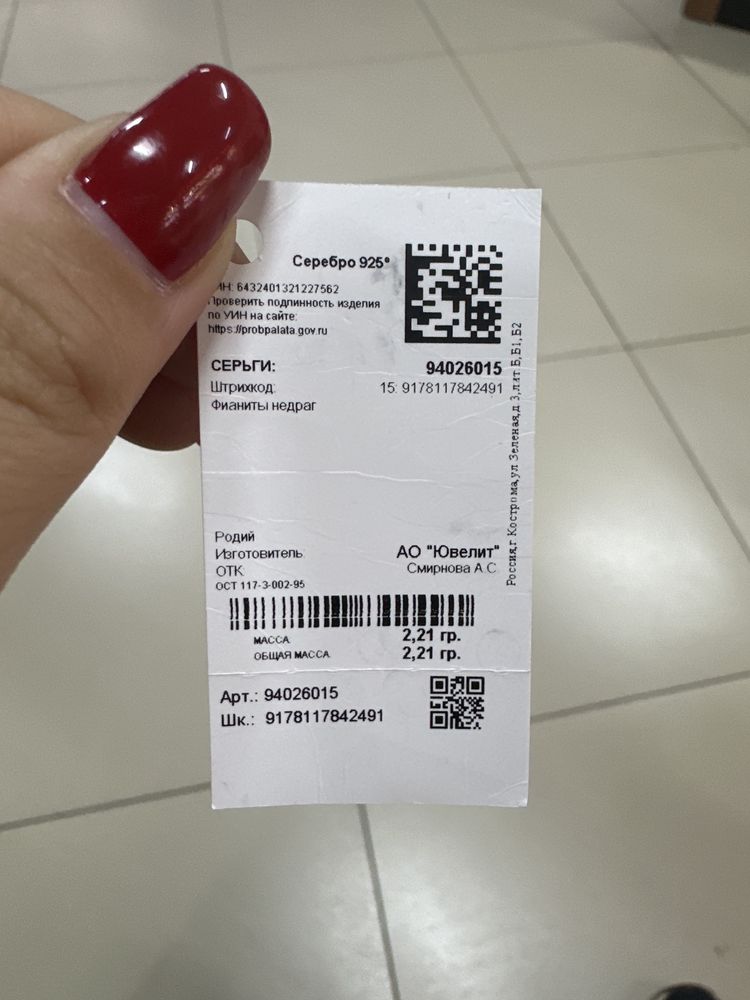 Серебро 925°
ИН: 6432401321227562
Проверить подлинность изделия
по УИН на сайте:
https://probpalata.gov.ru
СЕРЬГИ: 94026015
Штрихкод: 15: 9178117842491
Фианиты недраг
Родий
Изготовитель: АО "Ювелит"
ОТК: Смирнова А.С.
ОСТ 117-3-002-95
МАССА: 2,21 гр.
ОБЩАЯ МАССА: 2,21 гр.
Арт.: 94026015
Шк.: 9178117842491
Россия,г Кострома,ул Зеленая,д 3,лит Б,Б1,Б2